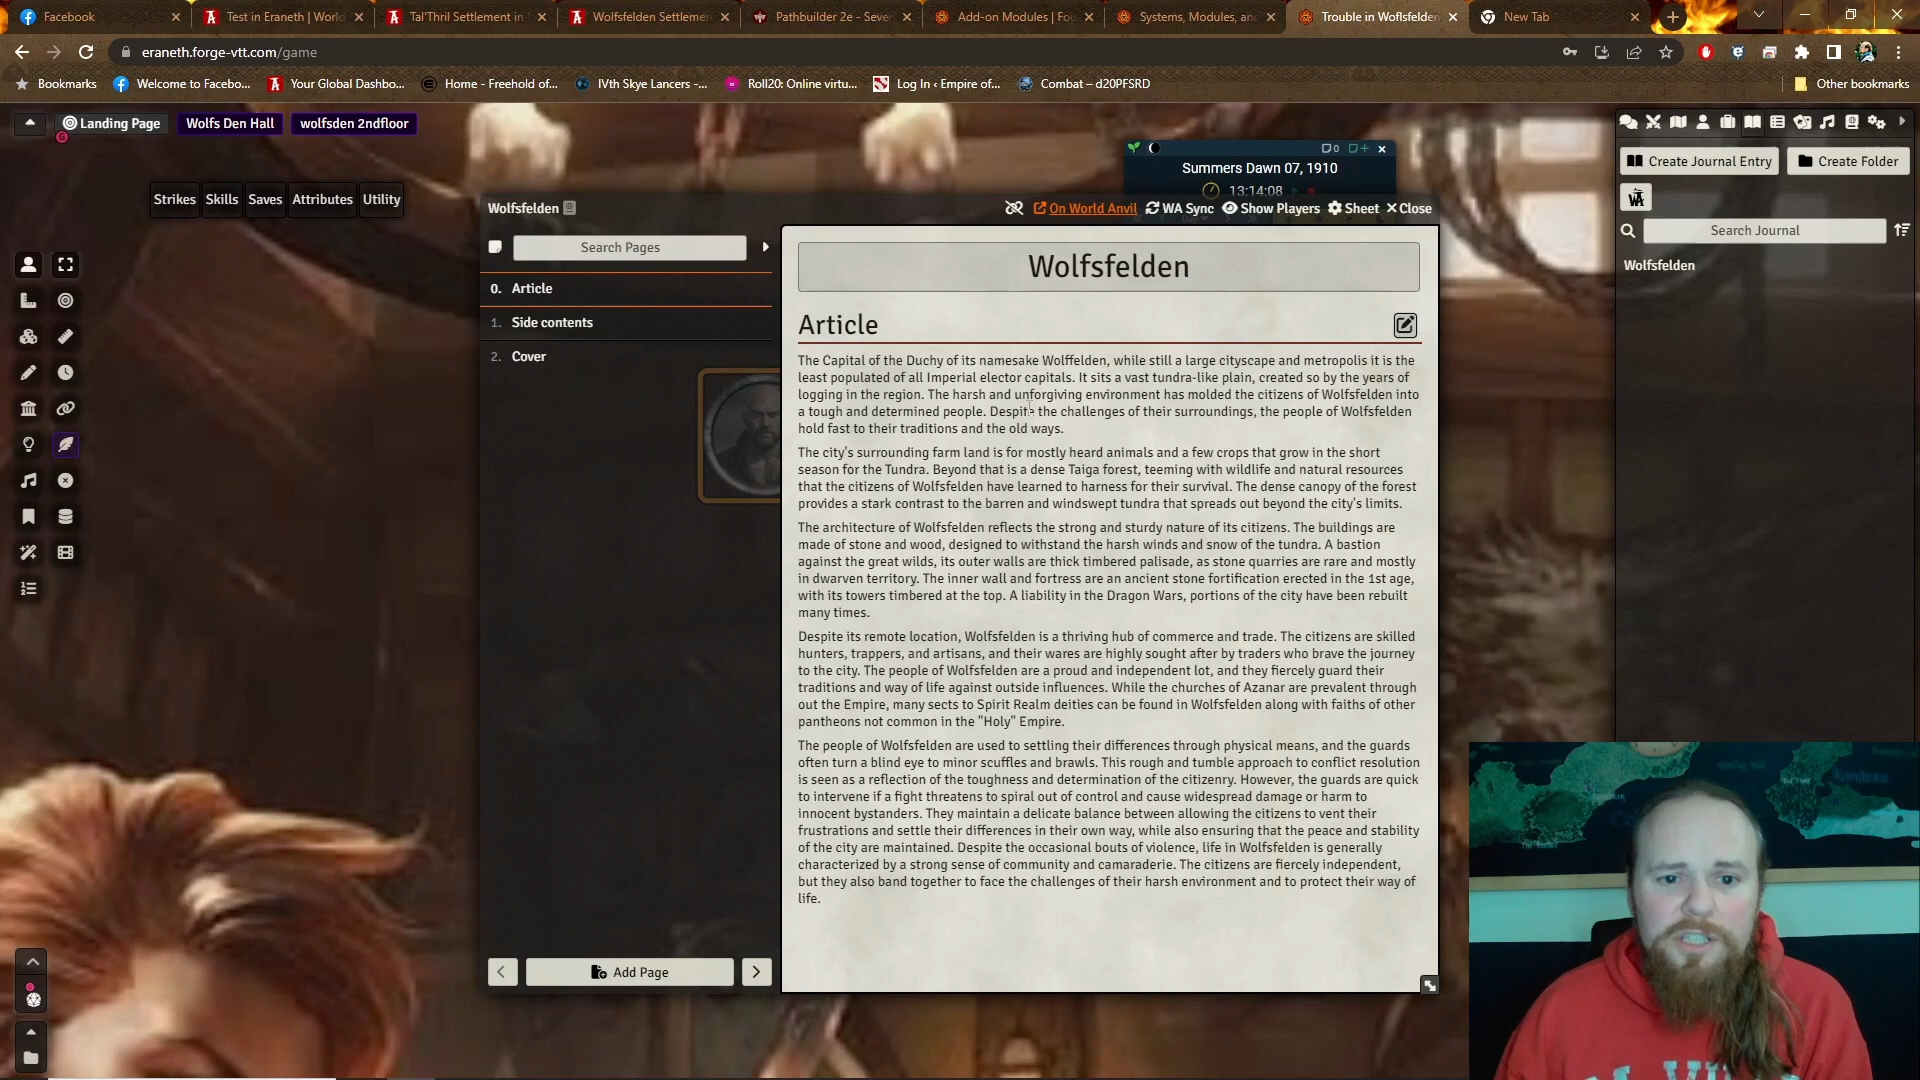 Facebook
Test in Eraneth | World
Tal'Thril Settlement in
Wolfsfelden Settlemen
Pathbuilder 2e - Seven
Add-on Modules | Fou
Systems, Modules, an
Trouble in Woflsfelden
New Tab
eraneth.forge-vtt.com/game
Bookmarks
Welcome to Facebo...
Your Global Dashbo...
Home - Freehold of...
IVth Skye Lancers -...
Roll20: Online virtu...
Log In ‹ Empire of...
Combat – d20PFSRD
Other bookmarks
Landing Page
Wolfs Den Hall
wolfsden 2ndfloor
G
Strikes
Skills
Saves
Attributes
Utility
0
Summers Dawn 07, 1910
13:14:08
Wolfsfelden
On World Anvil
WA Sync
Show Players
Sheet
Close
Search Pages
0. Article
1. Side contents
2. Cover
Add Page
Wolfsfelden
Article
The Capital of the Duchy of its namesake Wolffelden, while still a large cityscape and metropolis it is the
least populated of all Imperial elector capitals. It sits a vast tundra-like plain, created so by the years of
logging in the region. The harsh and unforgiving environment has molded the citizens of Wolfsfelden into
a tough and determined people. Despite the challenges of their surroundings, the people of Wolfsfelden
hold fast to their traditions and the old ways.
The city's surrounding farm land is for mostly heard animals and a few crops that grow in the short
season for the Tundra. Beyond that is a dense Taiga forest, teeming with wildlife and natural resources
that the citizens of Wolfsfelden have learned to harness for their survival. The dense canopy of the forest
provides a stark contrast to the barren and windswept tundra that spreads out beyond the city's limits.
The architecture of Wolfsfelden reflects the strong and sturdy nature of its citizens. The buildings are
made of stone and wood, designed to withstand the harsh winds and snow of the tundra. A bastion
against the great wilds, its outer walls are thick timbered palisade, as stone quarries are rare and mostly
in dwarven territory. The inner wall and fortress are an ancient stone fortification erected in the 1st age,
with its towers timbered at the top. A liability in the Dragon Wars, portions of the city have been rebuilt
many times.
Despite its remote location, Wolfsfelden is a thriving hub of commerce and trade. The citizens are skilled
hunters, trappers, and artisans, and their wares are highly sought after by traders who brave the journey
to the city. The people of Wolfsfelden are a proud and independent lot, and they fiercely guard their
traditions and way of life against outside influences. While the churches of Azanar are prevalent through
out the Empire, many sects to Spirit Realm deities can be found in Wolfsfelden along with faiths of other
pantheons not common in the "Holy" Empire.
The people of Wolfsfelden are used to settling their differences through physical means, and the guards
often turn a blind eye to minor scuffles and brawls. This rough and tumble approach to conflict resolution
is seen as a reflection of the toughness and determination of the citizenry. However, the guards are quick
to intervene if a fight threatens to spiral out of control and cause widespread damage or harm to
innocent bystanders. They maintain a delicate balance between allowing the citizens to vent their
frustrations and settle their differences in their own way, while also ensuring that the peace and stability
of the city are maintained. Despite the occasional bouts of violence, life in Wolfsfelden is generally
characterized by a strong sense of community and camaraderie. The citizens are fiercely independent,
but they also band together to face the challenges of their harsh environment and to protect their way of
life.
Create Journal Entry
Create Folder
WA
Search Journal
Wolfsfelden